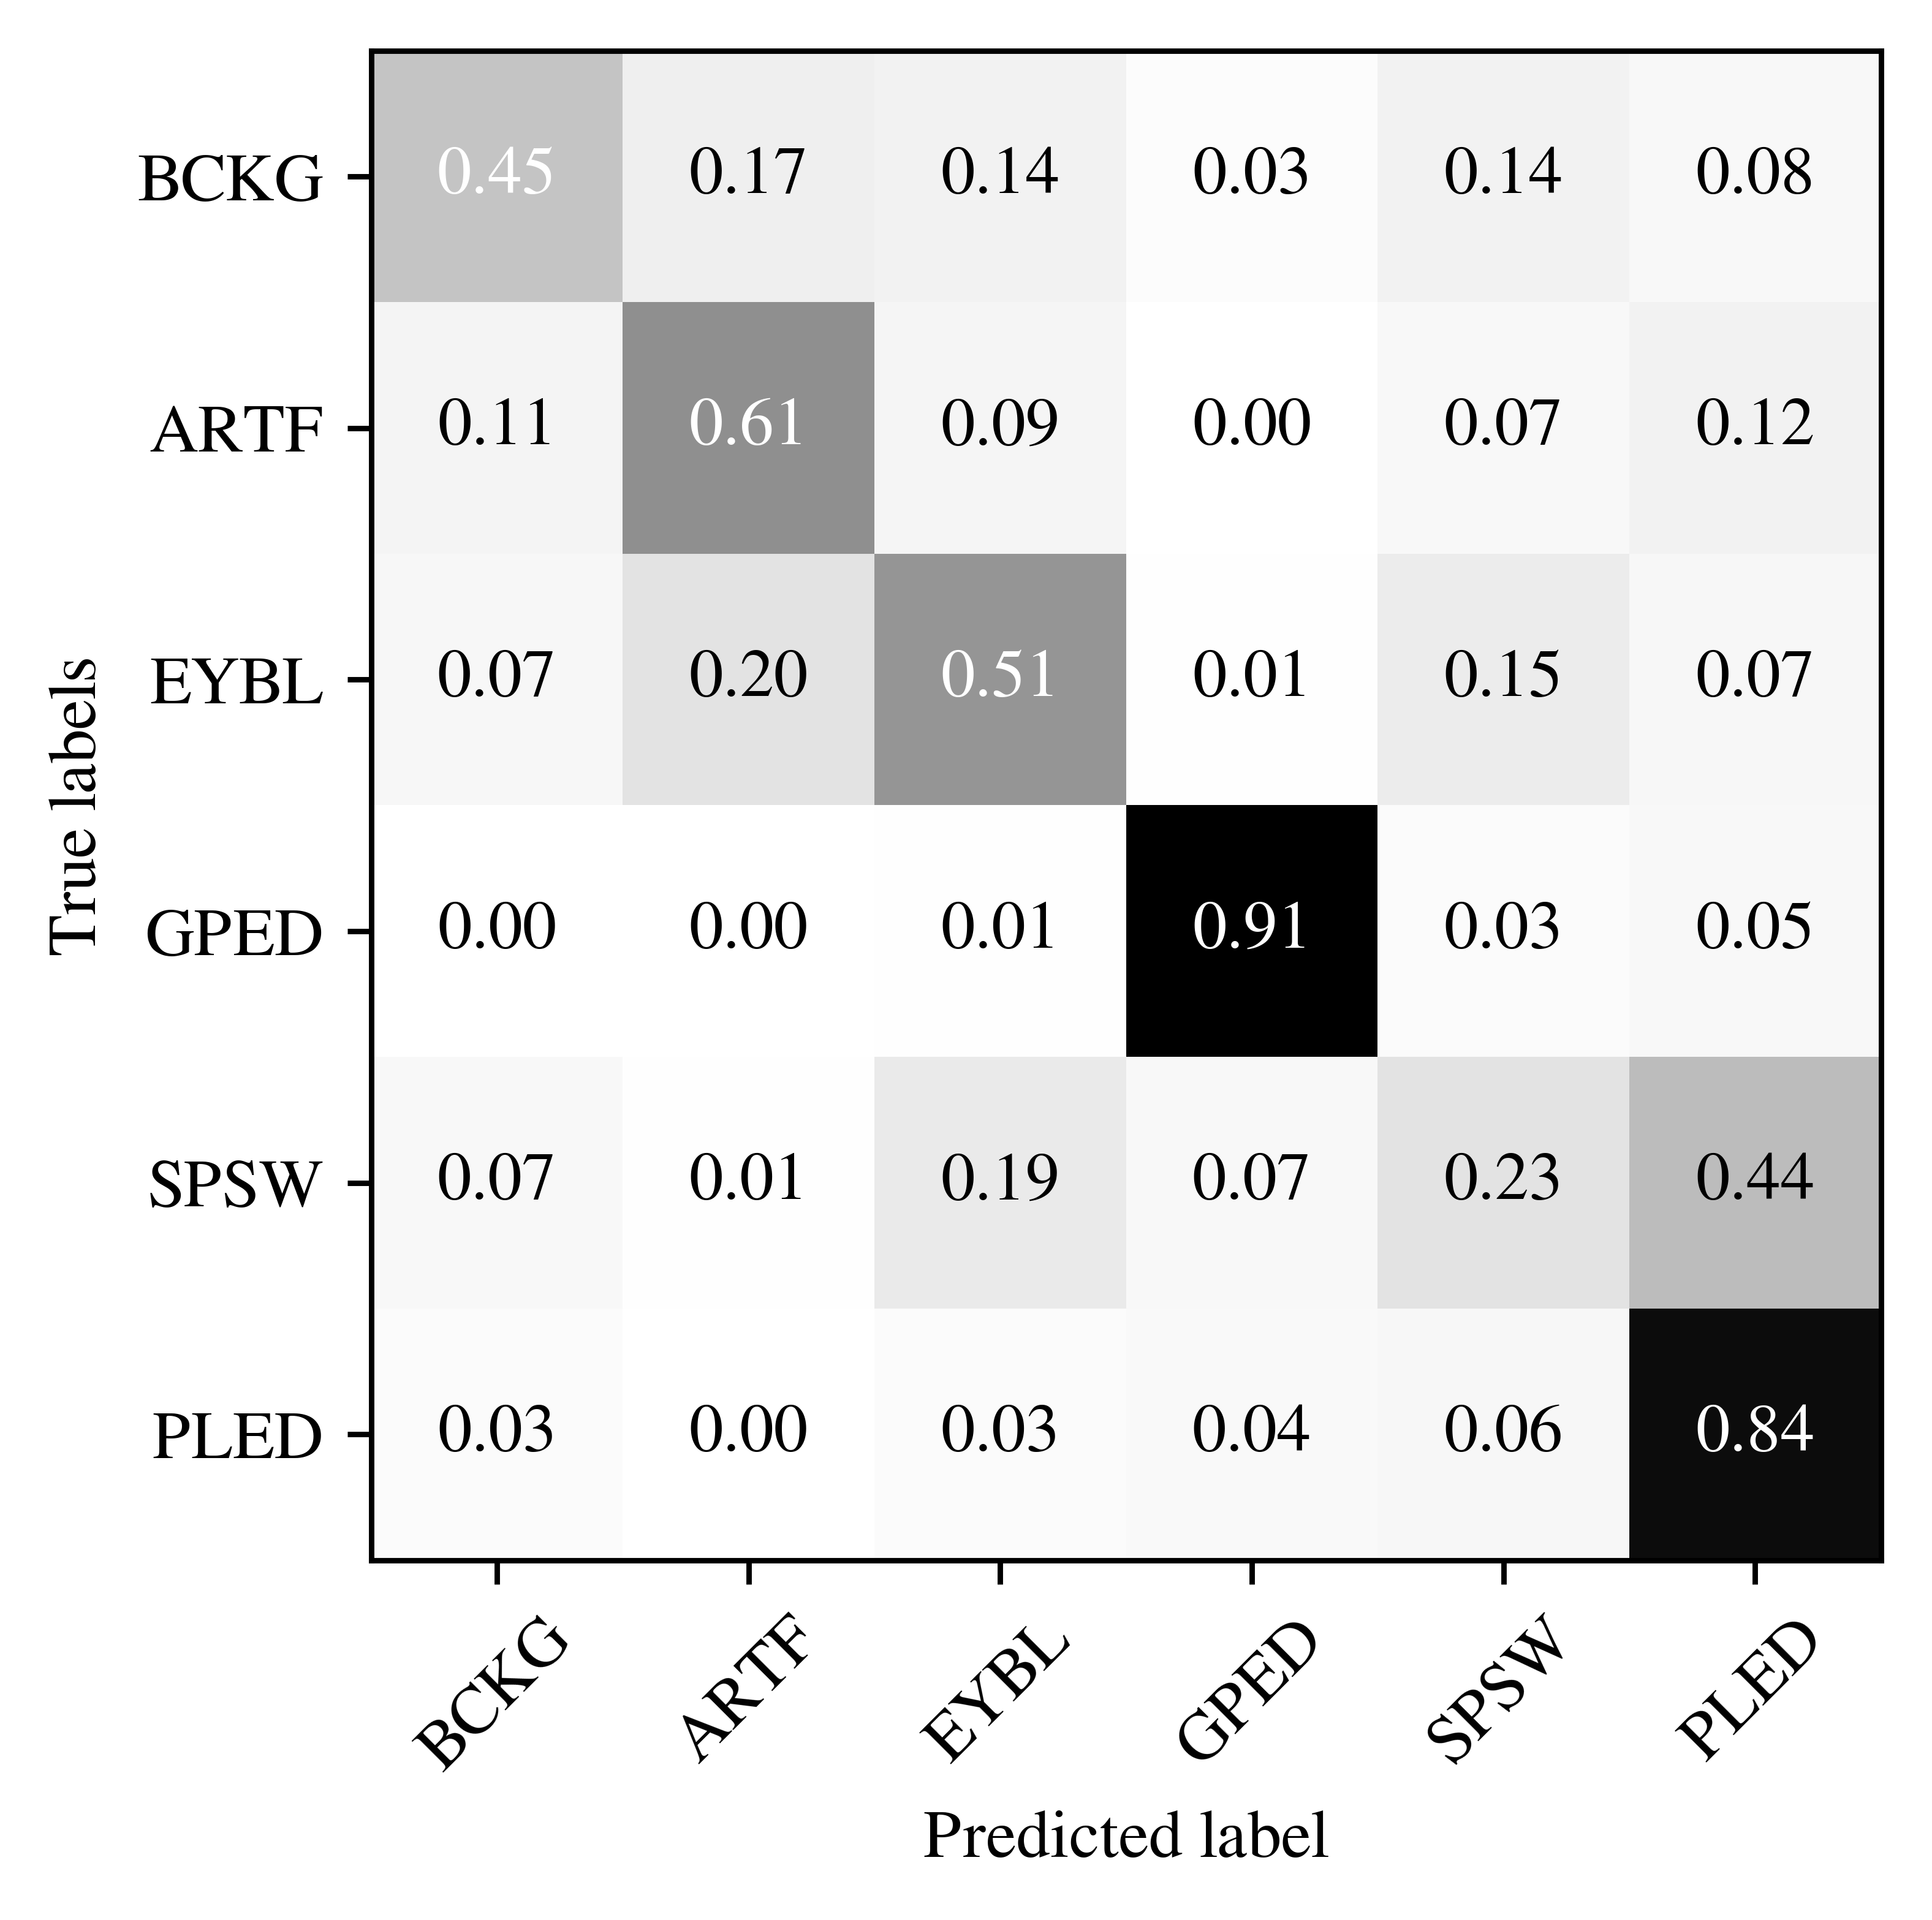 True labels
BCKG 0.45 0.17 0.14 0.03 0.14 0.08
ARTF 0.11 0.61 0.09 0.00 0.07 0.12
EYBL 0.07 0.20 0.51 0.01 0.15 0.07
GPED 0.00 0.00 0.01 0.91 0.03 0.05
SPSW 0.07 0.01 0.19 0.07 0.23 0.44
PLED 0.03 0.00 0.03 0.04 0.06 0.84
BCKG ARTF EYBL GPED SPSW PLED
Predicted label